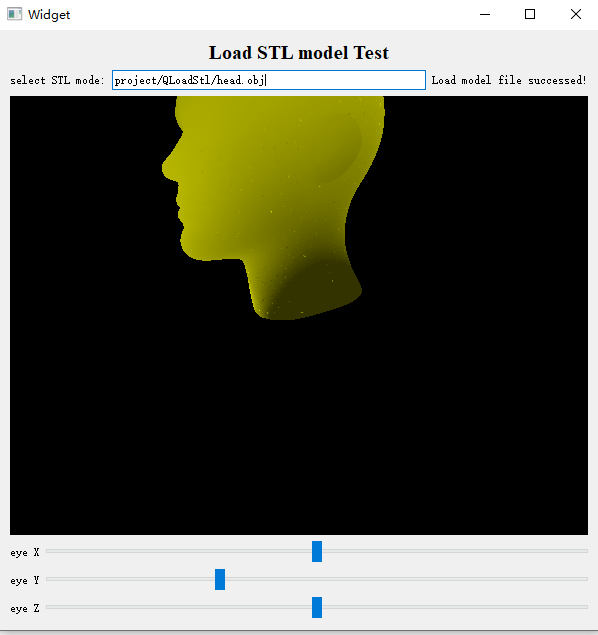 Widget
Load STL model Test
select STL mode: project/QLoadStl/head.obj Load model file successed!
eye X
eye Y
eye Z